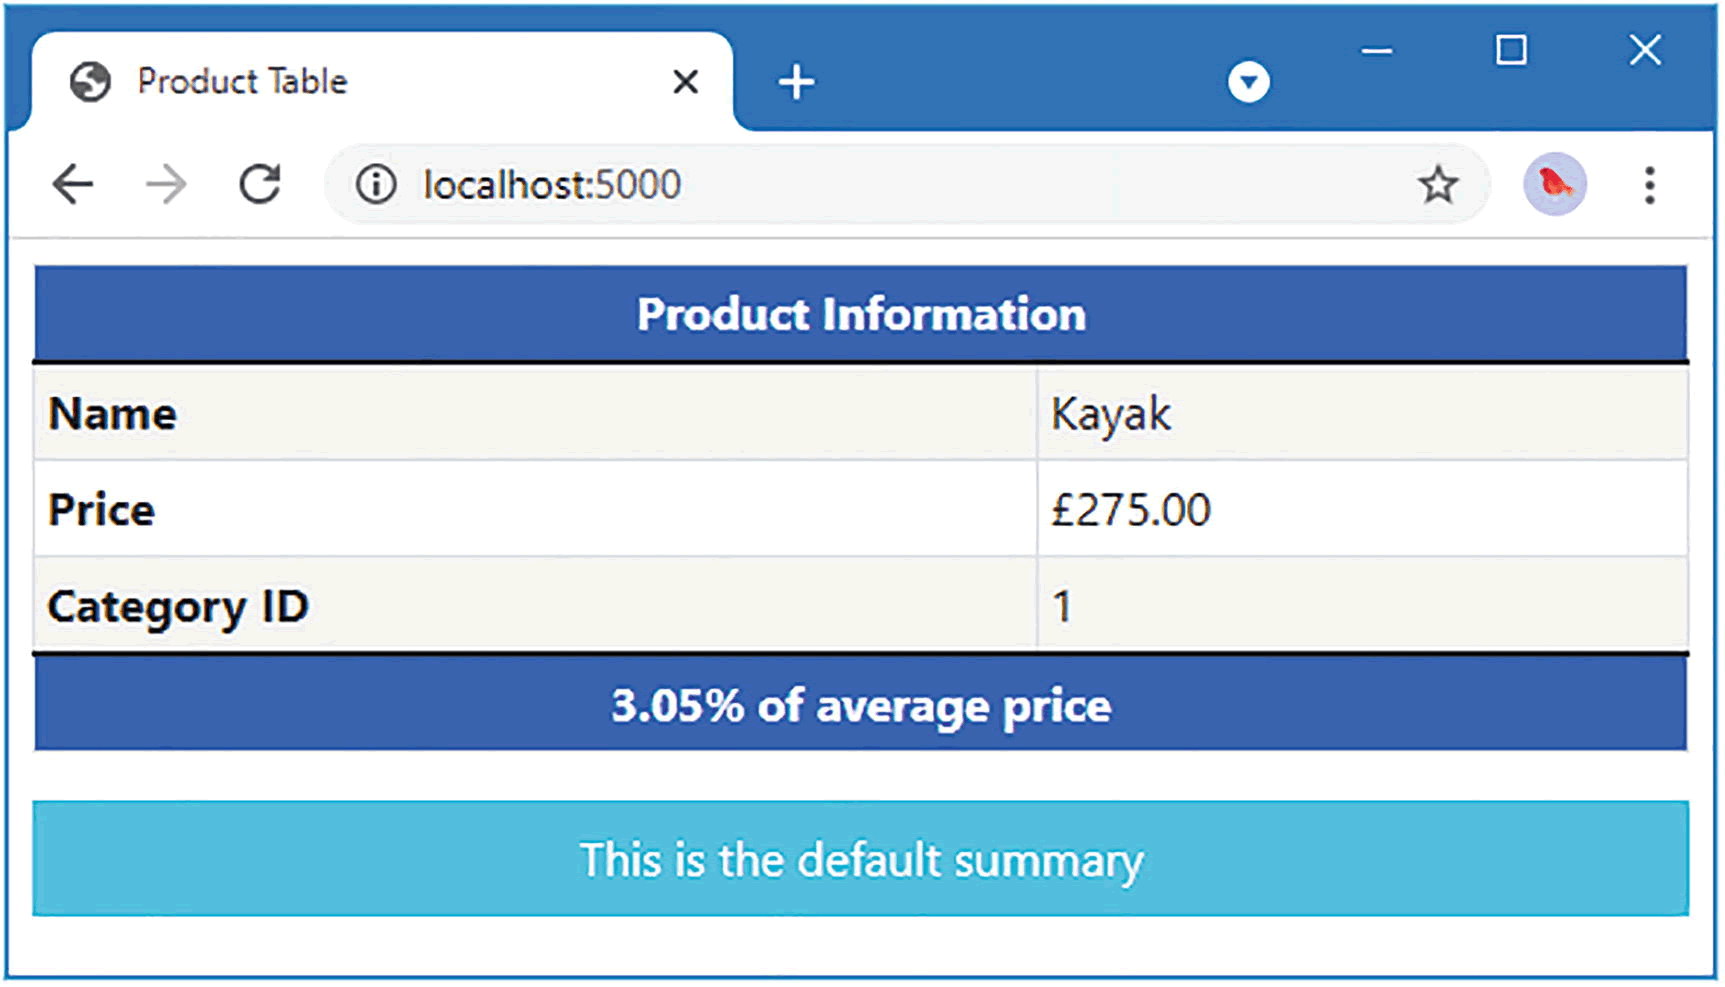 Product Table
localhost:5000
Product Information
Name Kayak
Price £275.00
Category ID 1
3.05% of average price
This is the default summary